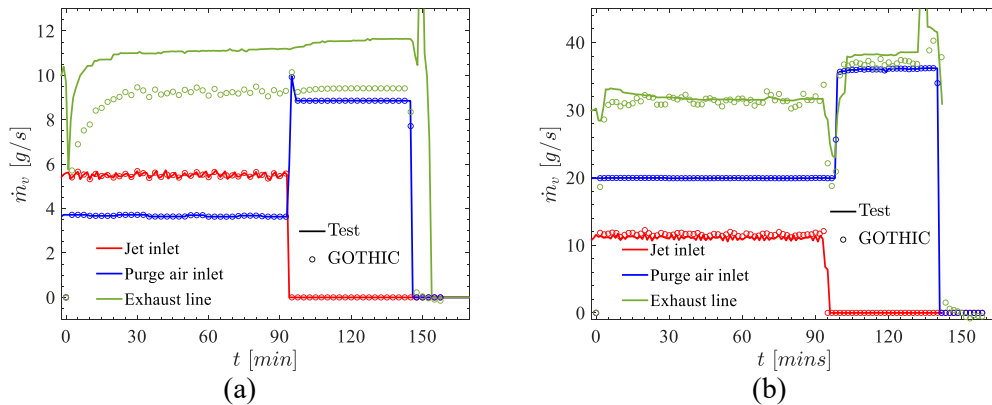 12
10
8
6
4
2
0
ṁᵥ [g/s]
Test
GOTHIC
Jet inlet
Purge air inlet
Exhaust line
0 30 60 90 120 150
t [min]
(a)
40
30
20
10
0
ṁᵥ [g/s]
Test
GOTHIC
Jet inlet
Purge air inlet
Exhaust line
0 30 60 90 120 150
t [mins]
(b)